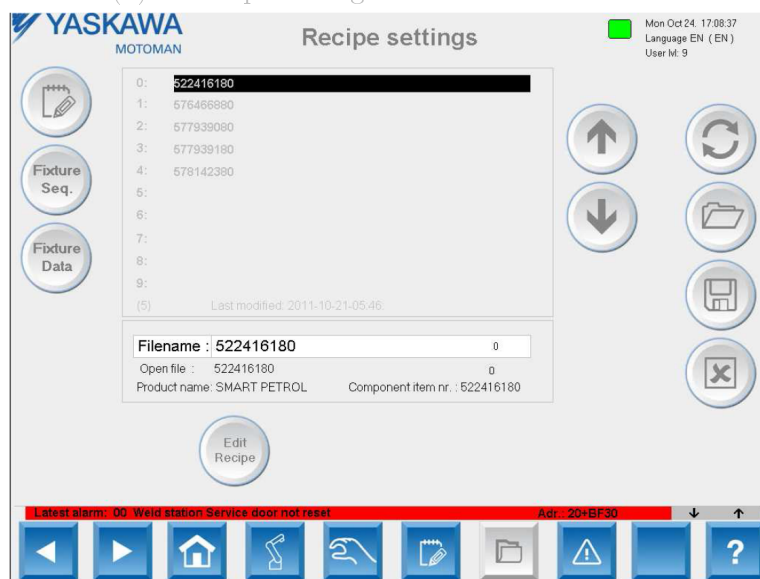 YASKAWA
MOTOMAN
Recipe settings
Mon Oct 24. 17:08:37
Language EN ( EN )
User lvl: 9
0: 522416180
1: 576466880
2: 577939080
3: 577939180
4: 578142380
5:
6:
7:
8:
9:
(5) Last modified: 2011-10-21-05:46:
Fixture
Seq.
Fixture
Data
Filename : 522416180 0
Open file : 522416180 0
Product name: SMART PETROL Component item nr. : 522416180
Edit
Recipe
Latest alarm: 00 Weld station Service door not reset Adr.: 20+BF30
?